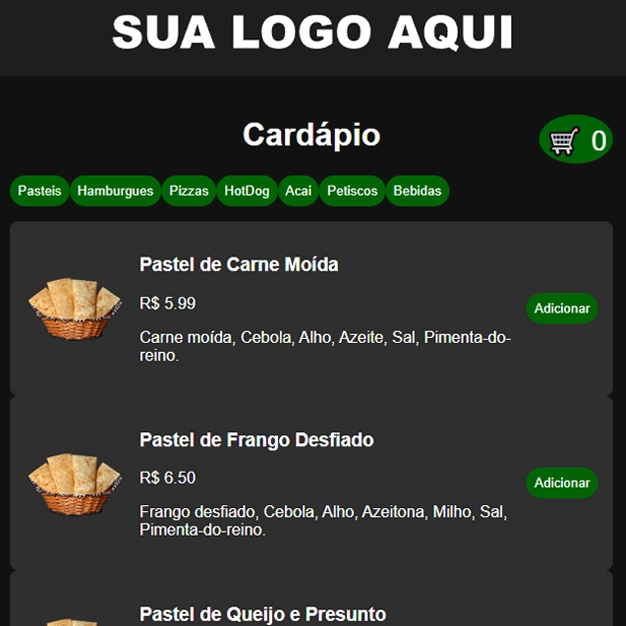 SUA LOGO AQUI
Cardápio
0
Pasteis Hamburgues Pizzas HotDog Acai Petiscos Bebidas
Pastel de Carne Moída
R$ 5.99
Adicionar
Carne moída, Cebola, Alho, Azeite, Sal, Pimenta-do-
reino.
Pastel de Frango Desfiado
R$ 6.50
Adicionar
Frango desfiado, Cebola, Alho, Azeitona, Milho, Sal,
Pimenta-do-reino.
Pastel de Queijo e Presunto